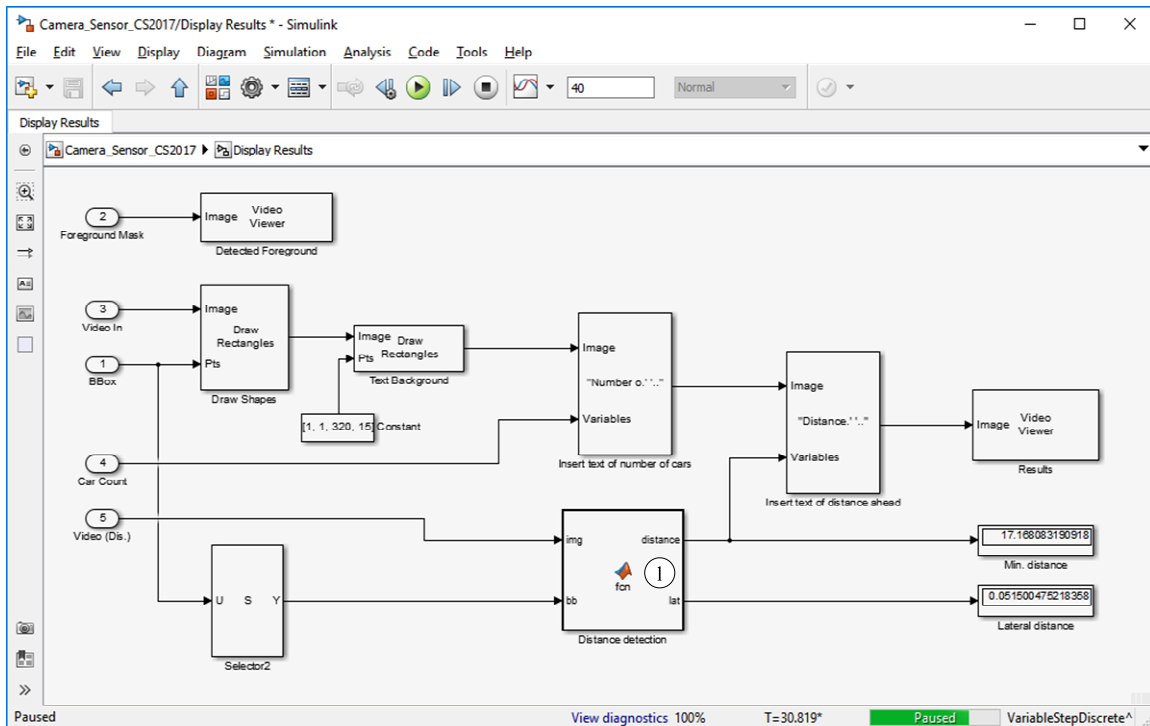 Camera_Sensor_CS2017/Display Results * - Simulink
File Edit View Display Diagram Simulation Analysis Code Tools Help
40
Normal
Display Results
Camera_Sensor_CS2017 Display Results
2
Foreground Mask
Image
Video
Viewer
Detected Foreground
3
Video In
1
BBox
Image
Pts
Draw
Rectangles
Draw Shapes
Image
Pts
Draw
Rectangles
Text Background
[1, 1, 320, 15]
Constant
Image
"Number o.' '.."
Variables
Insert text of number of cars
Image
"Distance.' '.."
Variables
Insert text of distance ahead
Image
Video
Viewer
Results
4
Car Count
5
Video (Dis.)
U S Y
Selector2
img
bb
fcn
1
distance
lat
Distance detection
17.168083190918
Min. distance
0.051500475218358
Lateral distance
Paused
View diagnostics 100%
T=30.819*
Paused
VariableStepDiscrete^